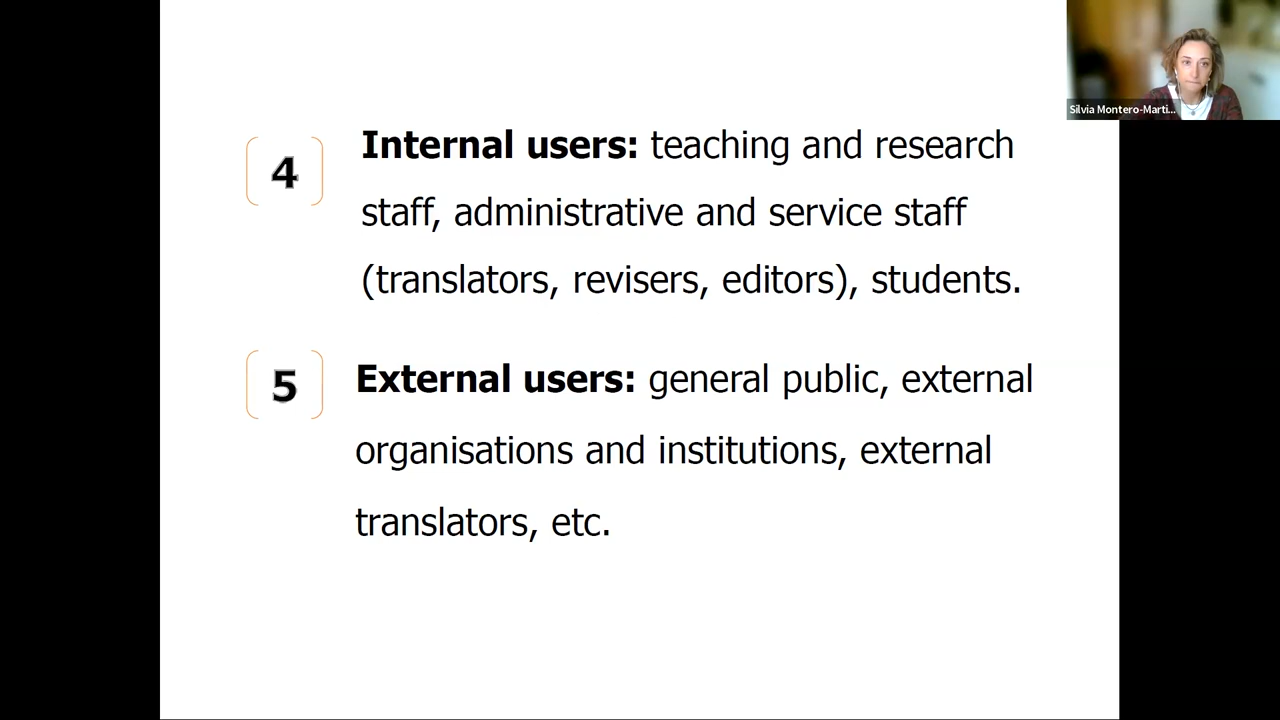 Silvia Montero-Marti...
4
Internal users: teaching and research
staff, administrative and service staff
(translators, revisers, editors), students.
5
External users: general public, external
organisations and institutions, external
translators, etc.